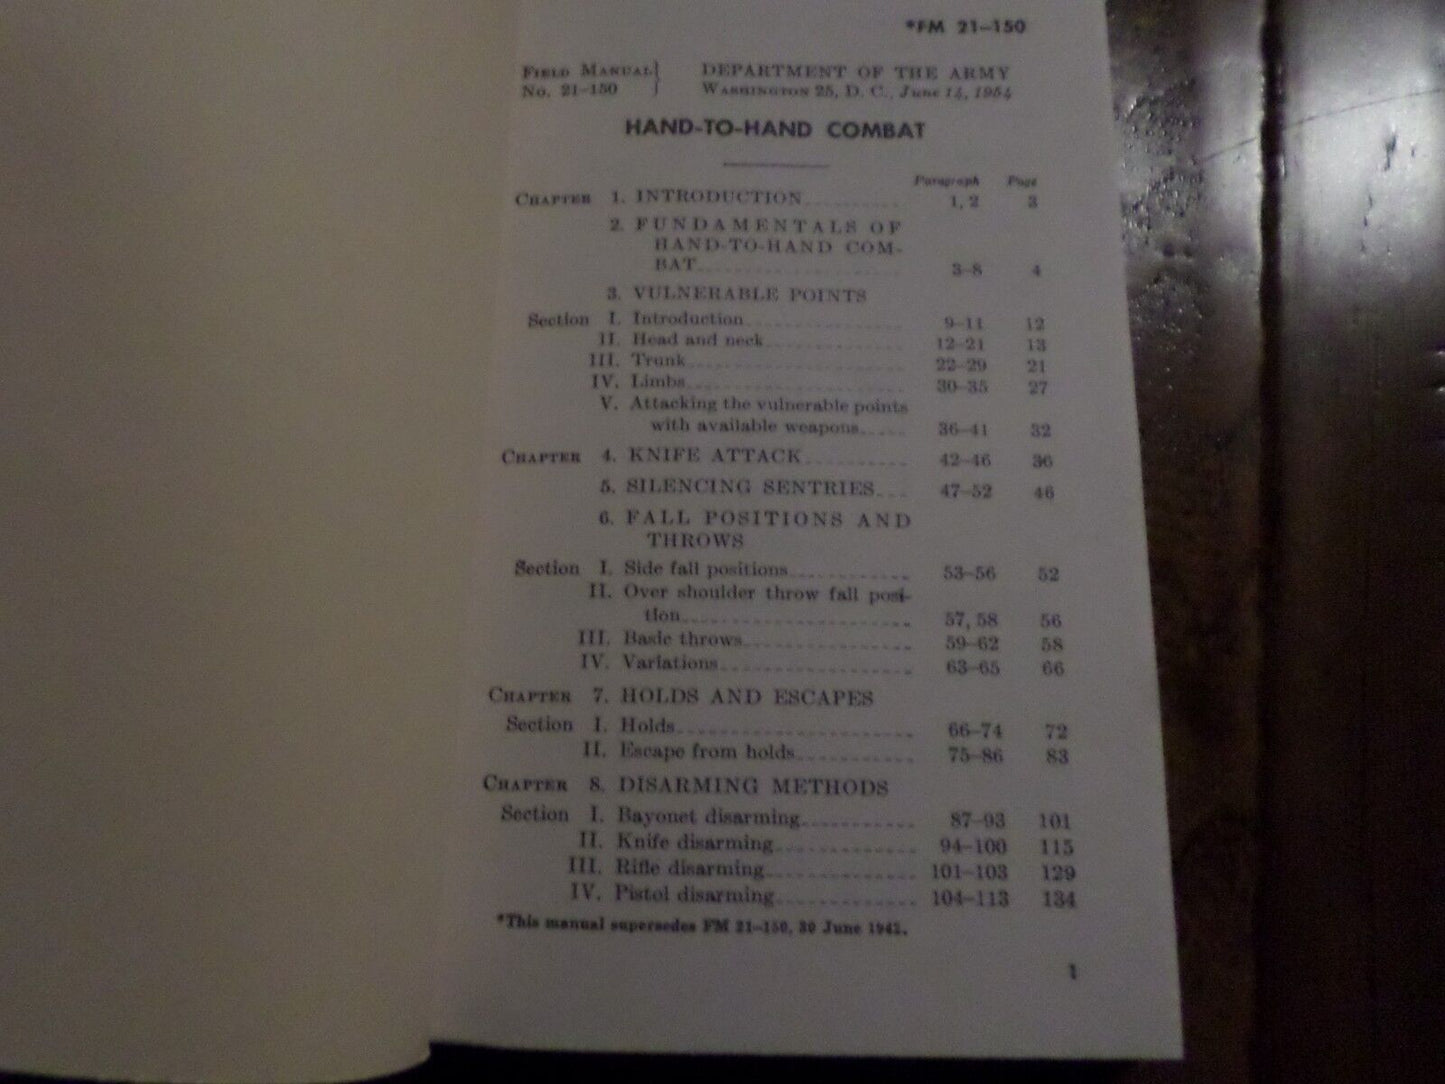 *FM 21–150
FIELD MANUAL
No. 21–150
DEPARTMENT OF THE ARMY
WASHINGTON 25, D. C., June 14, 1954
HAND-TO-HAND COMBAT
Paragraph Page
CHAPTER 1. INTRODUCTION 1, 2 3
2. FUNDAMENTALS OF
HAND-TO-HAND COM-
BAT 3–8 4
3. VULNERABLE POINTS
Section I. Introduction 9–11 12
II. Head and neck 12–21 13
III. Trunk 22–29 21
IV. Limbs 30–35 27
V. Attacking the vulnerable points
with available weapons 36–41 32
CHAPTER 4. KNIFE ATTACK 42–46 36
5. SILENCING SENTRIES 47–52 46
6. FALL POSITIONS AND
THROWS
Section I. Side fall positions 53–56 52
II. Over shoulder throw fall posi-
tion 57, 58 56
III. Basic throws 59–62 58
IV. Variations 63–65 66
CHAPTER 7. HOLDS AND ESCAPES
Section I. Holds 66–74 72
II. Escape from holds 75–86 83
CHAPTER 8. DISARMING METHODS
Section I. Bayonet disarming 87–93 101
II. Knife disarming 94–100 115
III. Rifle disarming 101–103 129
IV. Pistol disarming 104–113 134
*This manual supersedes FM 21–150, 30 June 1942.
1